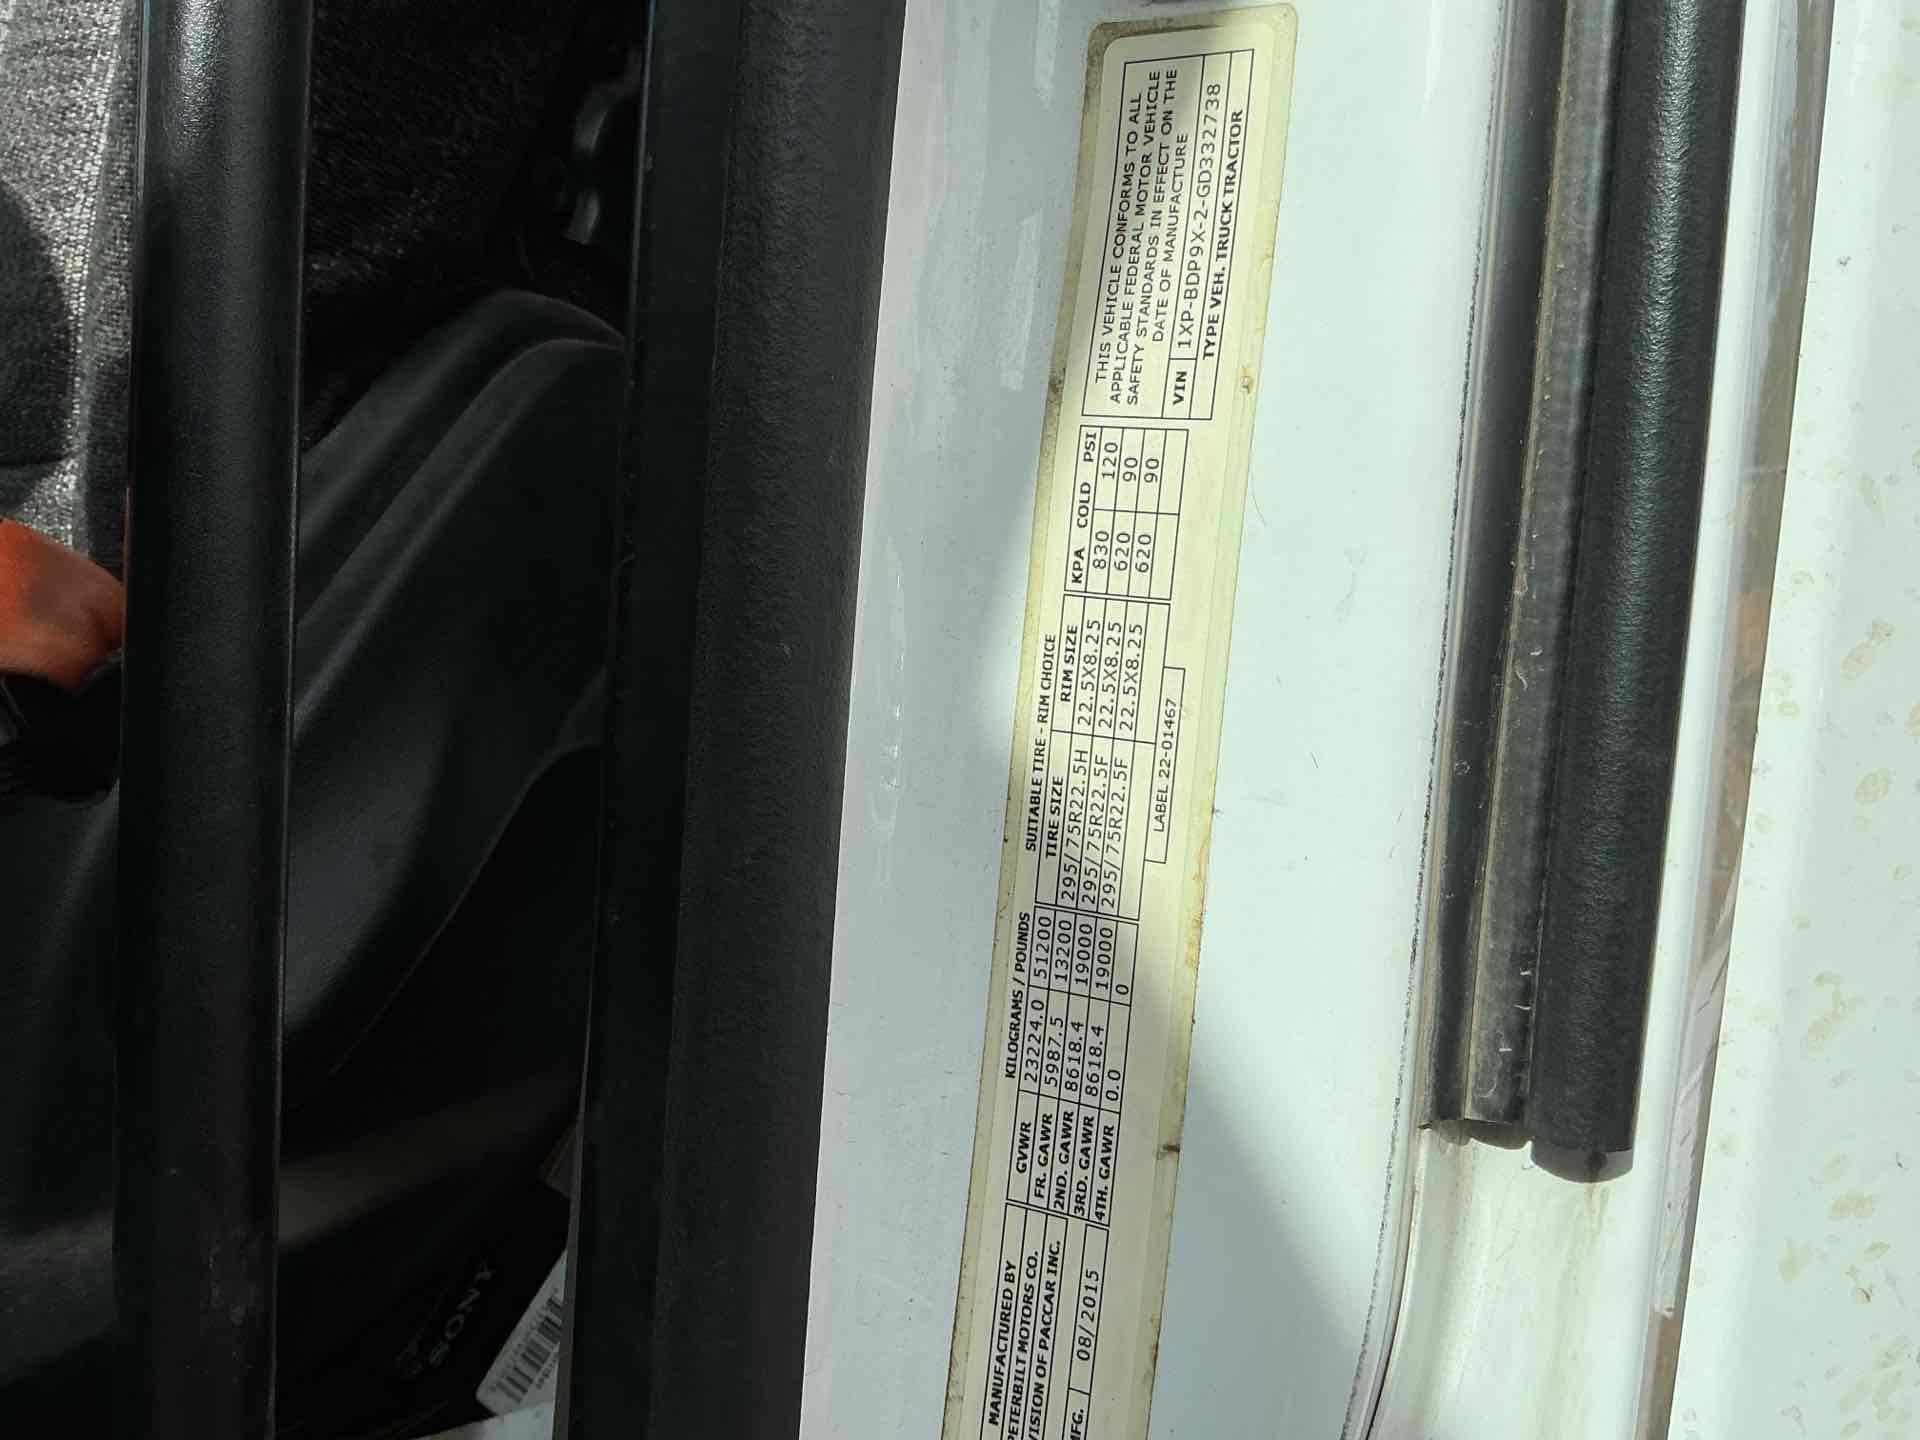 MANUFACTURED BY
PETERBILT MOTORS CO.
DIVISION OF PACCAR INC.
MFG. 08/2015
KILOGRAMS / POUNDS
GVWR 23224.0 51200
FR. GAWR 5987.5 13200
2ND. GAWR 8618.4 19000
3RD. GAWR 8618.4 19000
4TH. GAWR 0.0 0
SUITABLE TIRE - RIM CHOICE
TIRE SIZE RIM SIZE KPA COLD PSI
295/75R22.5H 22.5X8.25 830 120
295/75R22.5F 22.5X8.25 620 90
295/75R22.5F 22.5X8.25 620 90
LABEL 22-01467
THIS VEHICLE CONFORMS TO ALL
APPLICABLE FEDERAL MOTOR VEHICLE
SAFETY STANDARDS IN EFFECT ON THE
DATE OF MANUFACTURE
VIN 1XP-BDP9X-2-GD332738
TYPE VEH. TRUCK TRACTOR
SONY